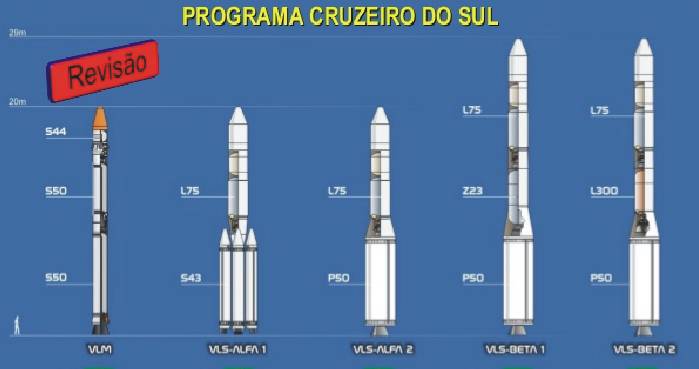 PROGRAMA CRUZEIRO DO SUL
26m
Revisão
20m
S44
S50
S50
VLM
L75
S43
VLS-ALFA 1
L75
P50
VLS-ALFA 2
L75
Z23
P50
VLS-BETA 1
L75
L300
P50
VLS-BETA 2